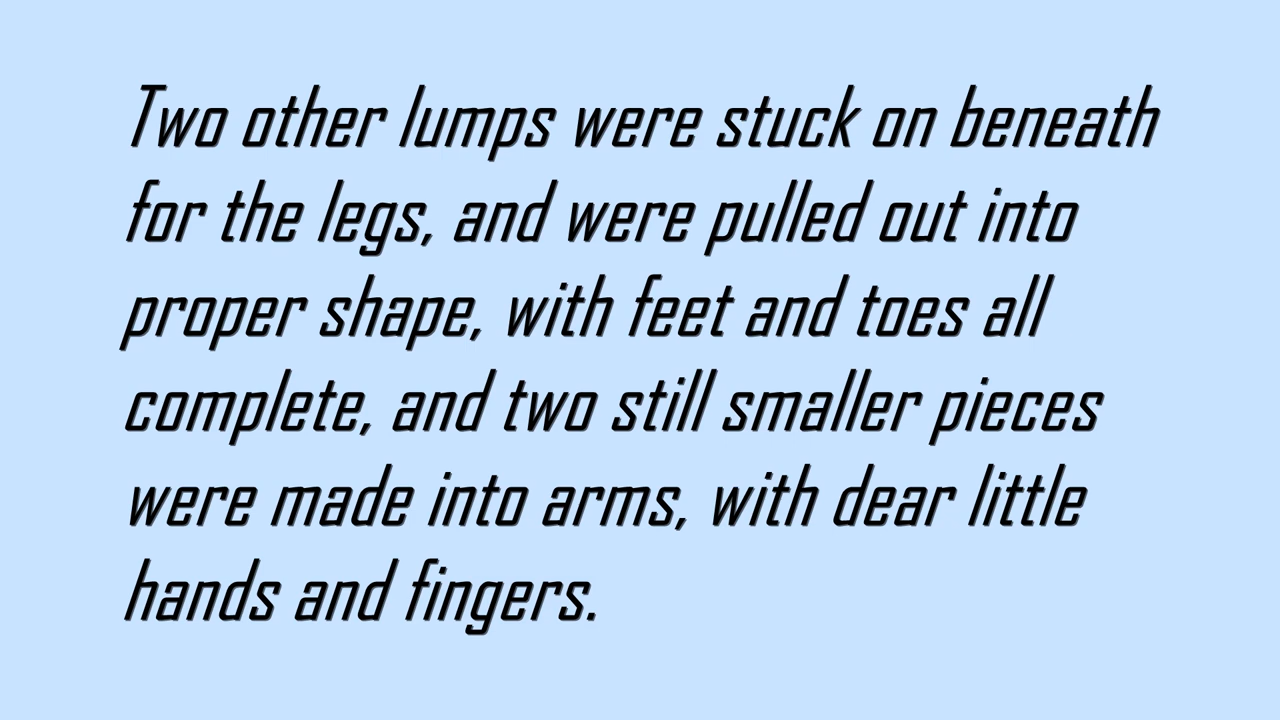 Two other lumps were stuck on beneath
for the legs, and were pulled out into
proper shape, with feet and toes all
complete, and two still smaller pieces
were made into arms, with dear little
hands and fingers.